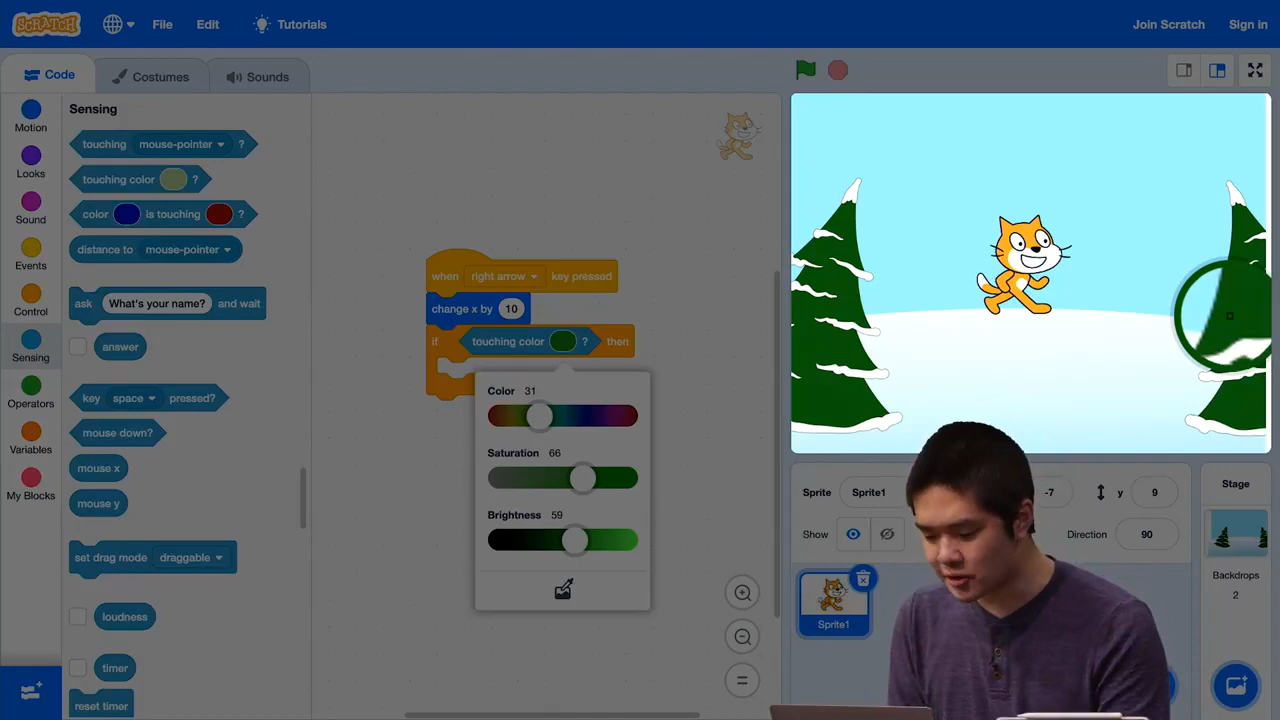 SCRATCH File Edit Tutorials Join Scratch Sign in
Code Costumes Sounds
Motion
Looks
Sound
Events
Control
Sensing
Operators
Variables
My Blocks
Sensing
touching mouse-pointer ?
touching color ?
color is touching ?
distance to mouse-pointer
ask What's your name? and wait
answer
key space pressed?
mouse down?
mouse x
mouse y
set drag mode draggable
loudness
timer
reset timer
when right arrow key pressed
change x by 10
if touching color ? then
Color 31
Saturation 66
Brightness 59
Sprite Sprite1 -7 y 9
Show Direction 90
Sprite1
Stage
Backdrops
2